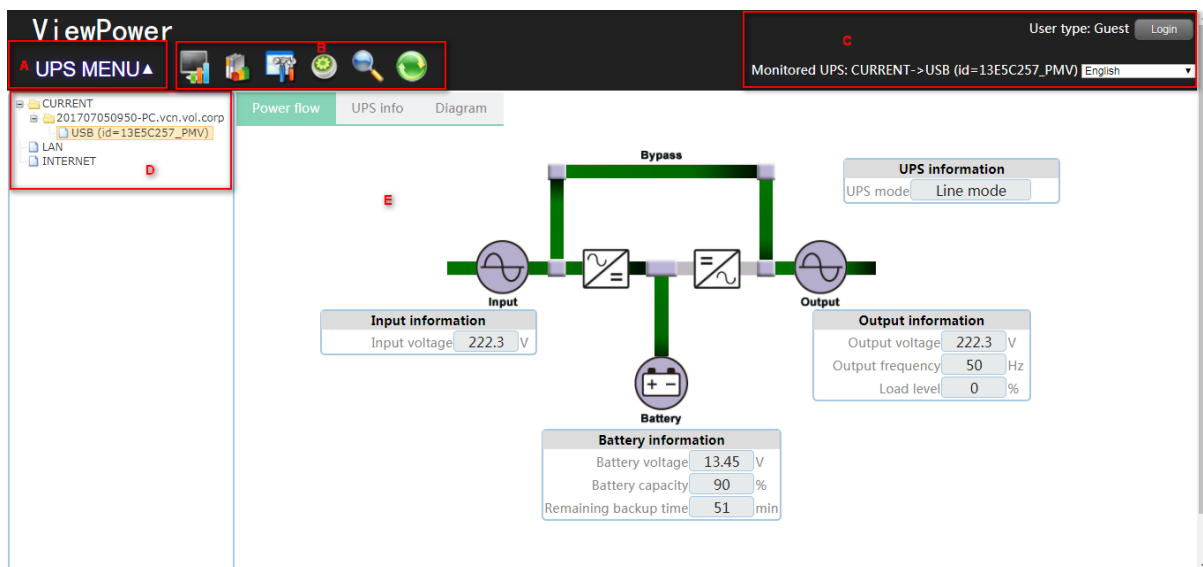 ViewPower
User type: Guest Login
A UPS MENU▲
B
C
Monitored UPS: CURRENT->USB (id=13E5C257_PMV) English
CURRENT
201707050950-PC.vcn.vol.corp
USB (id=13E5C257_PMV)
LAN
INTERNET
D
Power flow UPS info Diagram
E
Bypass
UPS information
UPS mode Line mode
Input
Output
Input information
Input voltage 222.3 V
Output information
Output voltage 222.3 V
Output frequency 50 Hz
Load level 0 %
Battery
Battery information
Battery voltage 13.45 V
Battery capacity 90 %
Remaining backup time 51 min